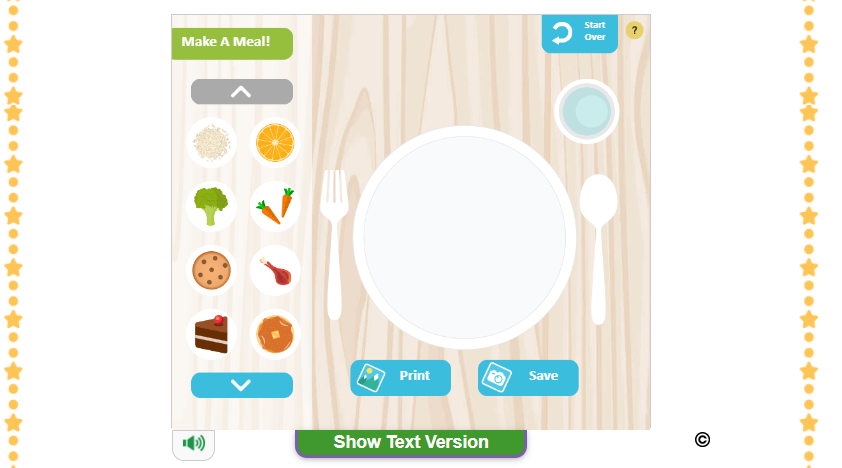 Make A Meal!
Start
Over
?
Print
Save
Show Text Version
©